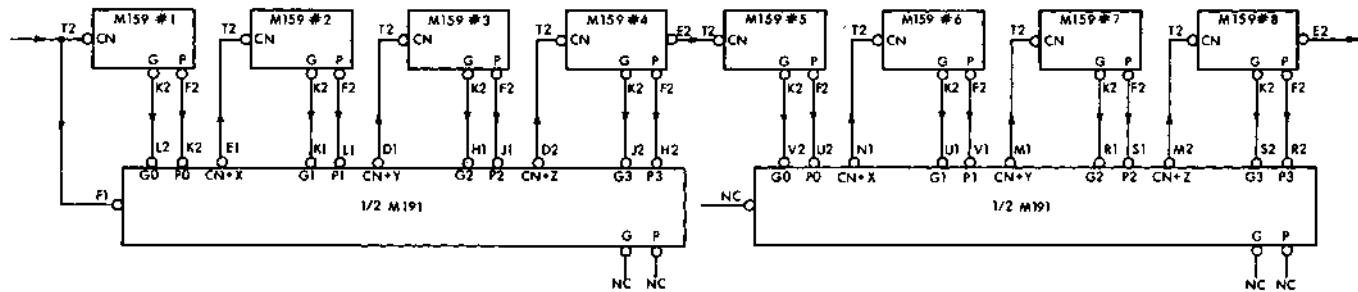 M159 #1 M159 #2 M159 #3 M159 #4 M159 #5 M159 #6 M159 #7 M159 #8
T2 CN T2 CN T2 CN T2 CN E2 T2 CN T2 CN T2 CN T2 CN E2
G P G P G P G P G P G P G P G P
K2 F2 K2 F2 K2 F2 K2 F2 K2 F2 K2 F2 K2 F2 K2 F2
L2 K2 E1 K1 L1 D1 H1 J1 D2 J2 H2 V2 U2 N1 U1 V1 M1 R1 S1 M2 S2 R2
G0 P0 CN+X G1 P1 CN+Y G2 P2 CN+Z G3 P3 G0 P0 CN+X G1 P1 CN+Y G2 P2 CN+Z G3 P3
F1 1/2 M191 NC 1/2 M191
G P G P
NC NC NC NC